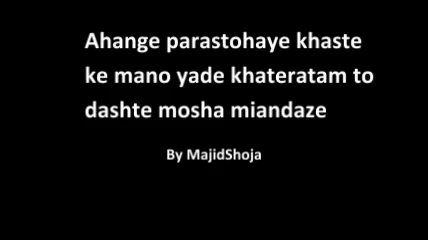 Ahange parastohaye khaste
ke mano yade khateratam to
dashte mosha miandaze
By MajidShoja